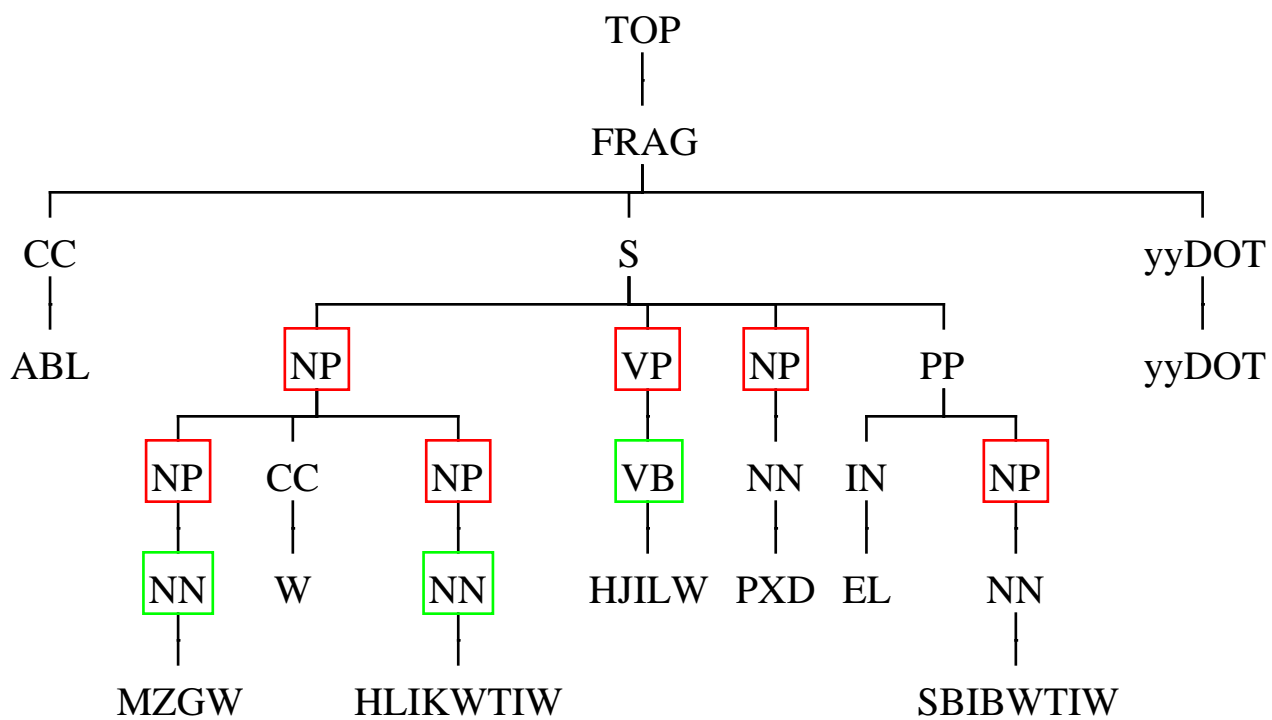 TOP
FRAG
CC S yyDOT
ABL NP VP NP PP yyDOT
NP CC NP VB NN IN NP
NN W NN HJILW PXD EL NN
MZGW HLIKWTIW SBIBWTIW